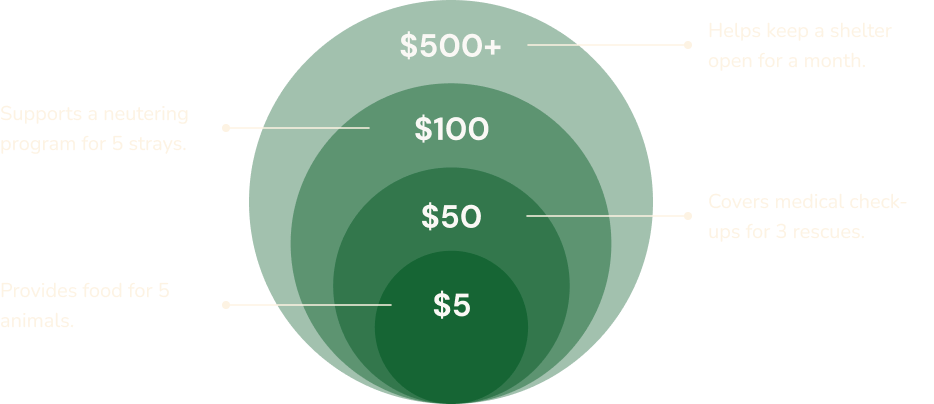 $500+
Helps keep a shelter
open for a month.
Supports a neutering
program for 5 strays.
$100
$50
Covers medical check-
ups for 3 rescues.
Provides food for 5
animals.
$5